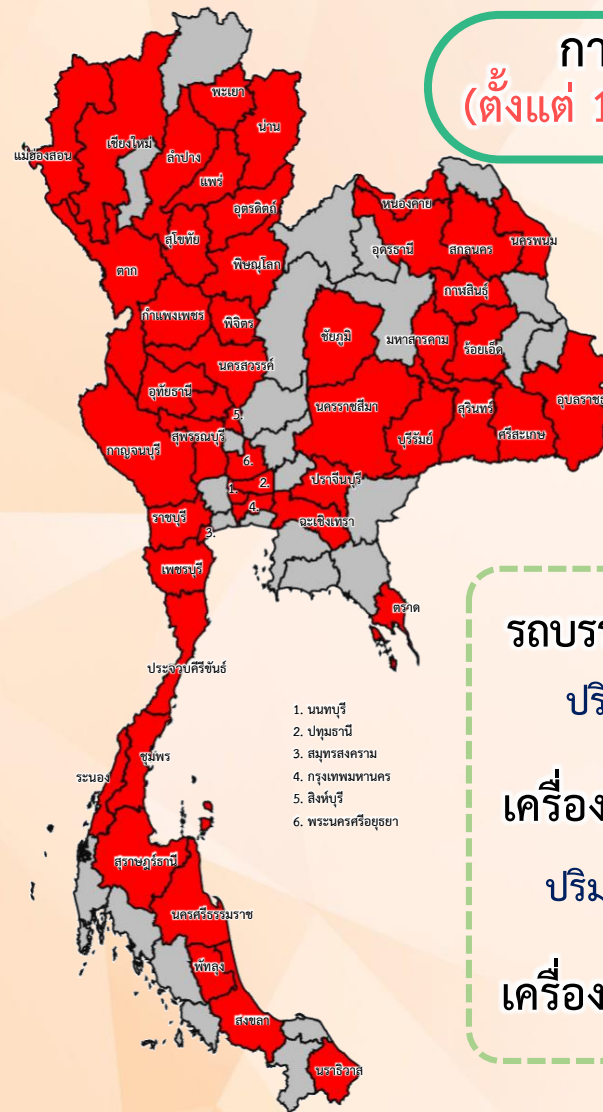 กา
(ตั้งแต่ 1
พะเยา
น่าน
เชียงใหม่
แม่ฮ่องสอน
ลำปาง
แพร่
อุตรดิตถ์
หนองคาย
สุโขทัย
อุดรธานี
สกลนคร
นครพนม
ตาก
พิษณุโลก
กาฬสินธุ์
กำแพงเพชร
พิจิตร
ชัยภูมิ
มหาสารคาม
ร้อยเอ็ด
นครสวรรค์
อุทัยธานี
นครราชสีมา
สุรินทร์
อุบลราชธ
5.
สุพรรณบุรี
บุรีรัมย์
ศรีสะเกษ
กาญจนบุรี
6.
ปราจีนบุรี
1.
2.
4.
ราชบุรี
ฉะเชิงเทรา
3.
เพชรบุรี
ตราด
ประจวบคีรีขันธ์
ระนอง
ชุมพร
สุราษฎร์ธานี
นครศรีธรรมราช
พัทลุง
สงขลา
นราธิวาส
1. นนทบุรี
2. ปทุมธานี
3. สมุทรสงคราม
4. กรุงเทพมหานคร
5. สิงห์บุรี
6. พระนครศรีอยุธยา
รถบรร
ปริ
เครื่อง
ปริม
เครื่อง